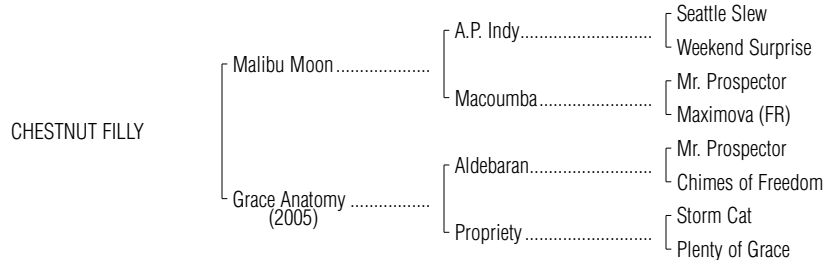 Seattle Slew
A.P. Indy....................................
Weekend Surprise
Malibu Moon .....................
Mr. Prospector
Macoumba................................
Maximova (FR)
CHESTNUT FILLY
Mr. Prospector
Aldebaran..................................
Chimes of Freedom
Grace Anatomy ..................
(2005)
Storm Cat
Propriety ...................................
Plenty of Grace